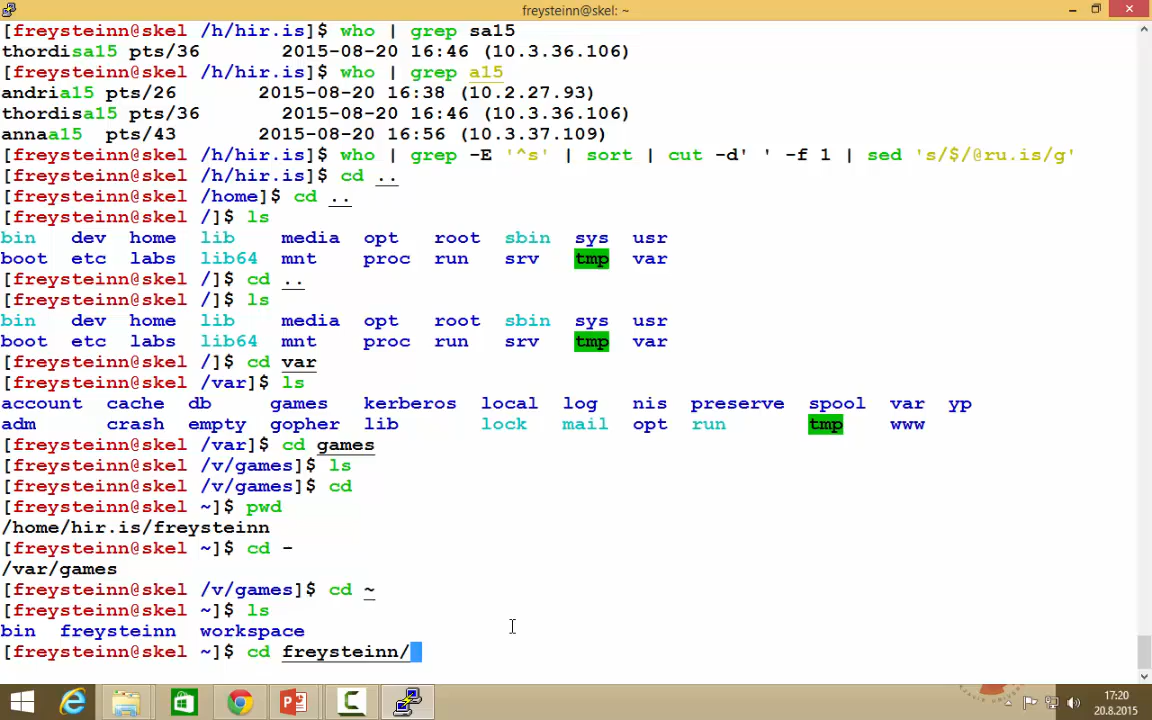 freysteinn@skel: ~
[freysteinn@skel /h/hir.is]$ who | grep sa15
thordisa15 pts/36        2015-08-20 16:46 (10.3.36.106)
[freysteinn@skel /h/hir.is]$ who | grep a15
andria15 pts/26        2015-08-20 16:38 (10.2.27.93)
thordisa15 pts/36        2015-08-20 16:46 (10.3.36.106)
annaa15  pts/43        2015-08-20 16:56 (10.3.37.109)
[freysteinn@skel /h/hir.is]$ who | grep -E '^s' | sort | cut -d' ' -f 1 | sed 's/$/@ru.is/g'
[freysteinn@skel /h/hir.is]$ cd ..
[freysteinn@skel /home]$ cd ..
[freysteinn@skel /]$ ls
bin   dev  home  lib    media  opt   root  sbin  sys  usr
boot  etc  labs  lib64  mnt    proc  run   srv   tmp  var
[freysteinn@skel /]$ cd ..
[freysteinn@skel /]$ ls
bin   dev  home  lib    media  opt   root  sbin  sys  usr
boot  etc  labs  lib64  mnt    proc  run   srv   tmp  var
[freysteinn@skel /]$ cd var
[freysteinn@skel /var]$ ls
account  cache  db     games   kerberos  local  log   nis  preserve  spool  var  yp
adm      crash  empty  gopher  lib       lock   mail  opt  run       tmp    www
[freysteinn@skel /var]$ cd games
[freysteinn@skel /v/games]$ ls
[freysteinn@skel /v/games]$ cd
[freysteinn@skel ~]$ pwd
/home/hir.is/freysteinn
[freysteinn@skel ~]$ cd -
/var/games
[freysteinn@skel /v/games]$ cd ~
[freysteinn@skel ~]$ ls
bin  freysteinn  workspace
[freysteinn@skel ~]$ cd freysteinn/
17:20
20.8.2015